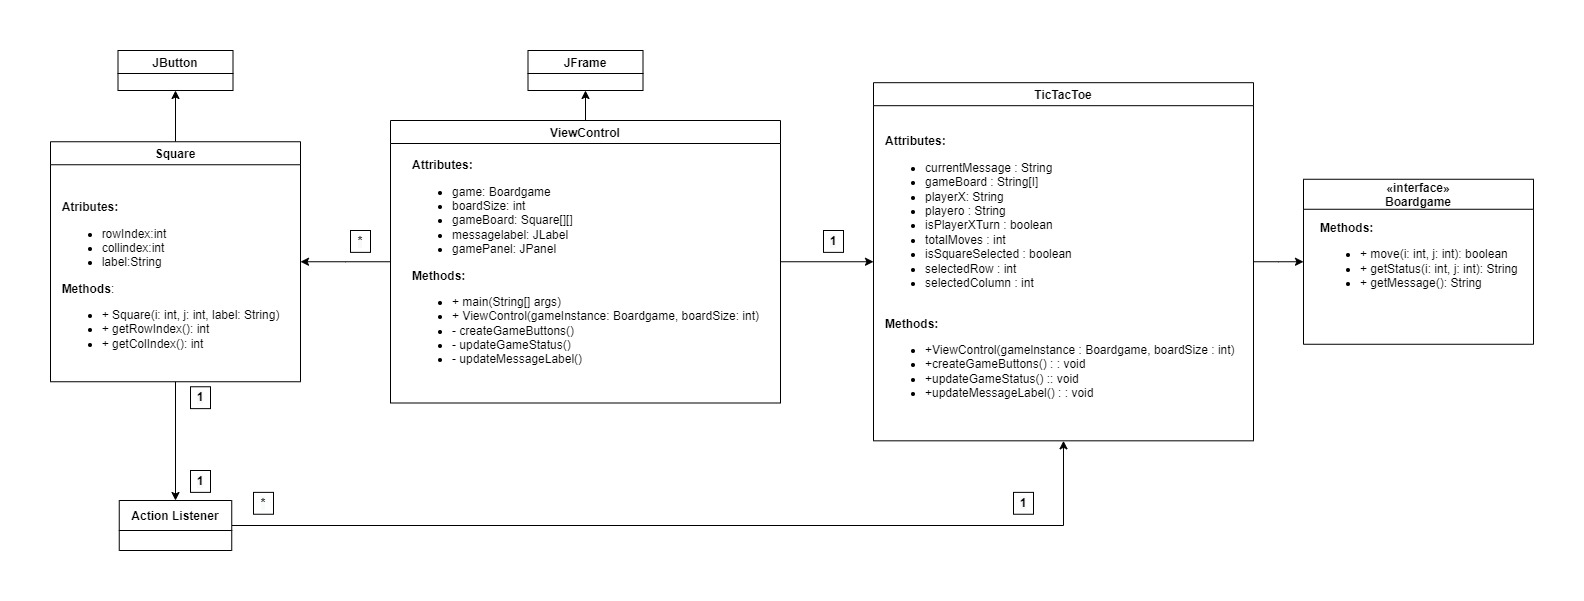 JButton
JFrame
Square
Atributes:
rowIndex:int
collindex:int
label:String
Methods:
+ Square(i: int, j: int, label: String)
+ getRowIndex(): int
+ getColIndex(): int
ViewControl
Attributes:
game: Boardgame
boardSize: int
gameBoard: Square[][]
messagelabel: JLabel
gamePanel: JPanel
Methods:
+ main(String[] args)
+ ViewControl(gameInstance: Boardgame, boardSize: int)
- createGameButtons()
- updateGameStatus()
- updateMessageLabel()
TicTacToe
Attributes:
currentMessage : String
gameBoard : String[l]
playerX: String
playero : String
isPlayerXTurn : boolean
totalMoves : int
isSquareSelected : boolean
selectedRow : int
selectedColumn : int
Methods:
+ViewControl(gameInstance : Boardgame, boardSize : int)
+createGameButtons() : : void
+updateGameStatus() :: void
+updateMessageLabel() : : void
«interface»
Boardgame
Methods:
+ move(i: int, j: int): boolean
+ getStatus(i: int, j: int): String
+ getMessage(): String
*
1
1
1
*
1
Action Listener